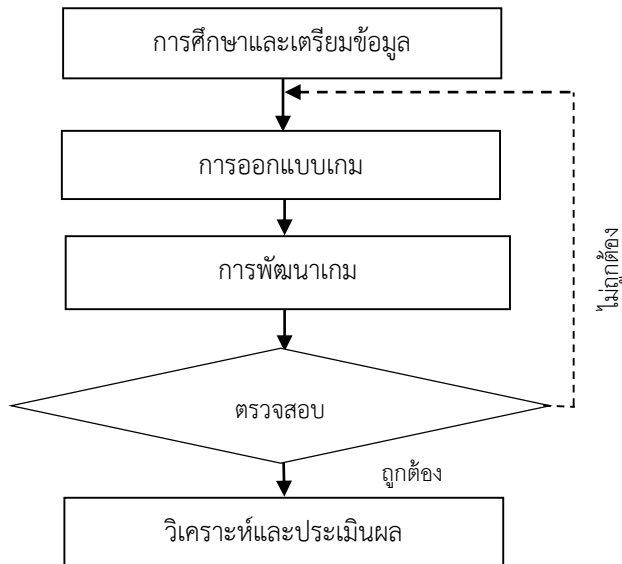 การศึกษาและเตรียมข้อมูล
การออกแบบเกม
การพัฒนาเกม
ไม่ถูกต้อง
ตรวจสอบ
ถูกต้อง
วิเคราะห์และประเมินผล